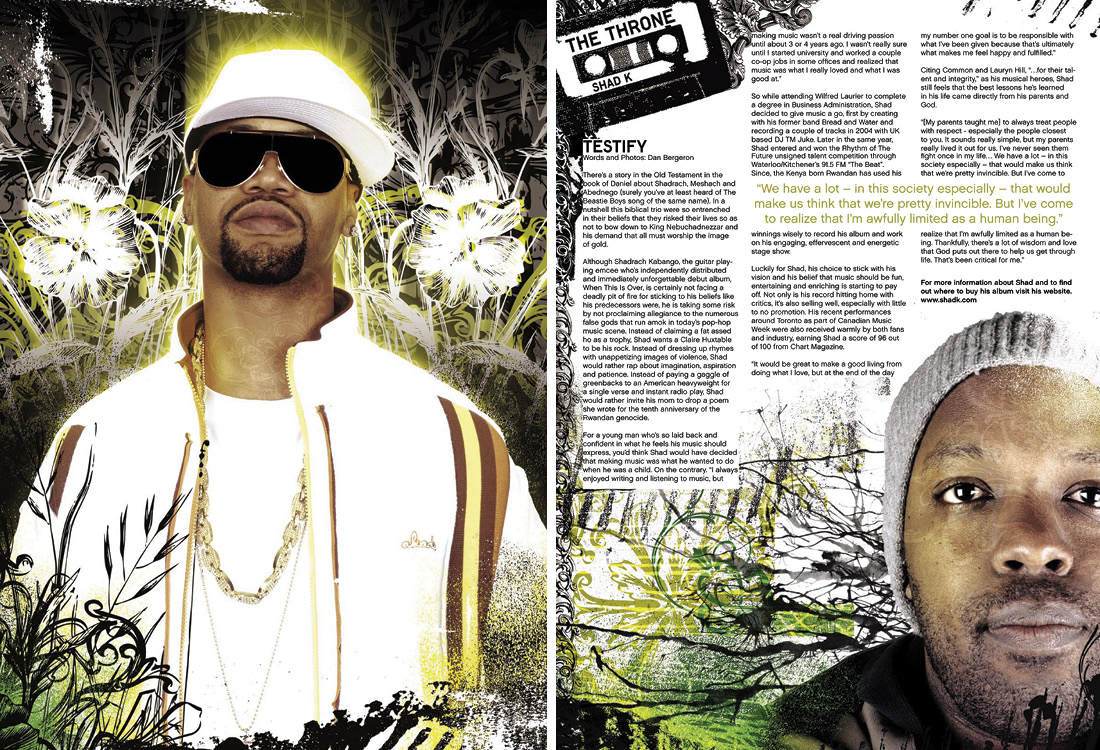 THE THRONE
SHAD K
TESTIFY
Words and Photos: Dan Bergeron
There's a story in the Old Testament in the
book of Daniel about Shadrach, Meshach and
Abednego (surely you've at least heard of The
Beastie Boys song of the same name). In a
nutshell this biblical trio were so entrenched
in their beliefs that they risked their lives so as
not to bow down to King Nebuchadnezzar and
his demand that all must worship the image
of gold.
Although Shadrach Kabango, the guitar play-
ing emcee who's independently distributed
and immediately unforgettable debut album,
When This Is Over, is certainly not facing a
deadly pit of fire for sticking to his beliefs like
his predecessors were, he is taking some risk
by not proclaiming allegiance to the numerous
false gods that run amok in today's pop-hop
music scene. Instead of claiming a fat assed
ho as a trophy, Shad wants a Claire Huxtable
to be his rock. Instead of dressing up rhymes
with unappetizing images of violence, Shad
would rather rap about imagination, aspiration
and patience. Instead of paying a gaggle of
greenbacks to an American heavyweight for
a single verse and instant radio play, Shad
would rather invite his mom to drop a poem
she wrote for the tenth anniversary of the
Rwandan genocide.
For a young man who's so laid back and
confident in what he feels his music should
express, you'd think Shad would have decided
that making music was what he wanted to do
when he was a child. On the contrary. "I always
enjoyed writing and listening to music, but
making music wasn't a real driving passion
until about 3 or 4 years ago. I wasn't really sure
until I started university and worked a couple
co-op jobs in some offices and realized that
music was what I really loved and what I was
good at."
So while attending Wilfred Laurier to complete
a degree in Business Administration, Shad
decided to give music a go, first by creating
with his former band Bread and Water and
recording a couple of tracks in 2004 with UK
based DJ TM Juke. Later in the same year,
Shad entered and won the Rhythm of The
Future unsigned talent competition through
Waterloo/Kitchener's 91.5 FM "The Beat".
Since, the Kenya born Rwandan has used his
winnings wisely to record his album and work
on his engaging, effervescent and energetic
stage show.
Luckily for Shad, his choice to stick with his
vision and his belief that music should be fun,
entertaining and enriching is starting to pay
off. Not only is his record hitting home with
critics, it's also selling well, especially with little
to no promotion. His recent performances
around Toronto as part of Canadian Music
Week were also received warmly by both fans
and industry, earning Shad a score of 96 out
of 100 from Chart Magazine.
"It would be great to make a good living from
doing what I love, but at the end of the day
my number one goal is to be responsible with
what I've been given because that's ultimately
what makes me feel happy and fulfilled."
Citing Common and Lauryn Hill, "...for their tal-
ent and integrity," as his musical heroes, Shad
still feels that the best lessons he's learned
in his life came directly from his parents and
God.
"[My parents taught me] to always treat people
with respect - especially the people closest
to you. It sounds really simple, but my parents
really lived it out for us. I've never seen them
fight once in my life... We have a lot – in this
society especially – that would make us think
that we're pretty invincible. But I've come to
"We have a lot – in this society especially – that would
make us think that we're pretty invincible. But I've come
to realize that I'm awfully limited as a human being."
realize that I'm awfully limited as a human be-
ing. Thankfully, there's a lot of wisdom and love
that God puts out there to help us get through
life. That's been critical for me."
For more information about Shad and to find
out where to buy his album visit his website.
www.shadk.com